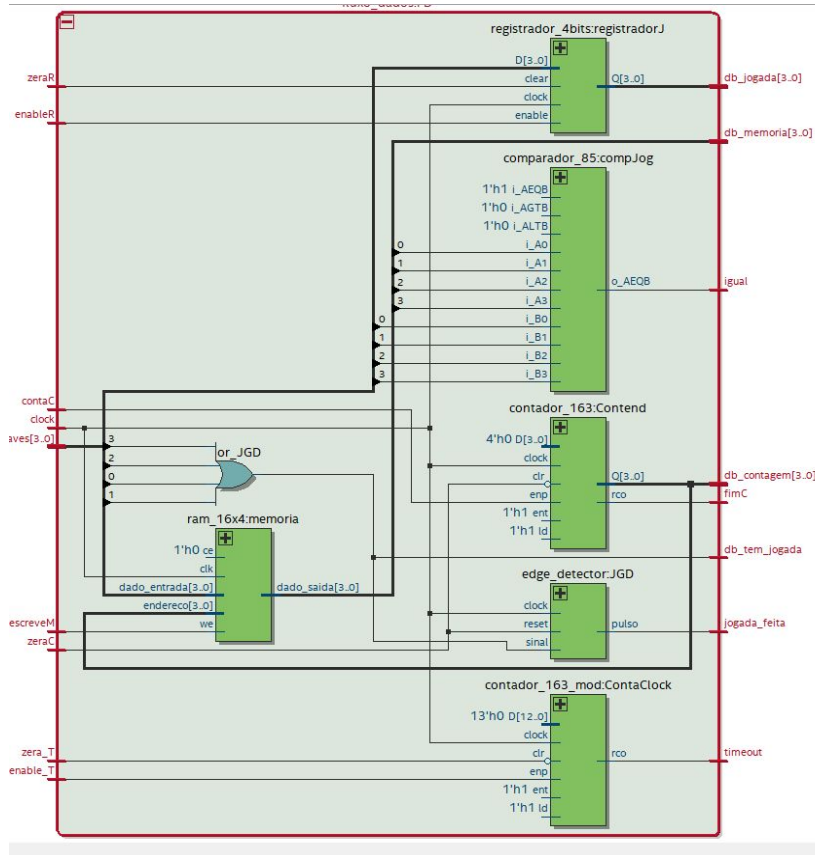 registrador_4bits:registradorJ
D[3..0]
clear
clock
enable
Q[3..0]
zeraR
enableR
db_jogada[3..0]
db_memoria[3..0]
comparador_85:compJog
1'h1 i_AEQB
1'h0 i_AGTB
1'h0 i_ALTB
0 i_A0
1 i_A1
2 i_A2
3 i_A3
0 i_B0
1 i_B1
2 i_B2
3 i_B3
o_AEQB
igual
contaC
clock
aves[3..0]
3
2
0
1
or_JGD
contador_163:Contend
4'h0 D[3..0]
clock
clr
enp
1'h1 ent
1'h1 ld
Q[3..0]
rco
db_contagem[3..0]
fimC
ram_16x4:memoria
1'h0 ce
clk
dado_entrada[3..0]
endereco[3..0]
we
dado_saida[3..0]
db_tem_jogada
escreveM
zeraC
edge_detector:JGD
clock
reset
sinal
pulso
jogada_feita
contador_163_mod:ContaClock
13'h0 D[12..0]
clock
clr
enp
1'h1 ent
1'h1 ld
rco
zera_T
enable_T
timeout